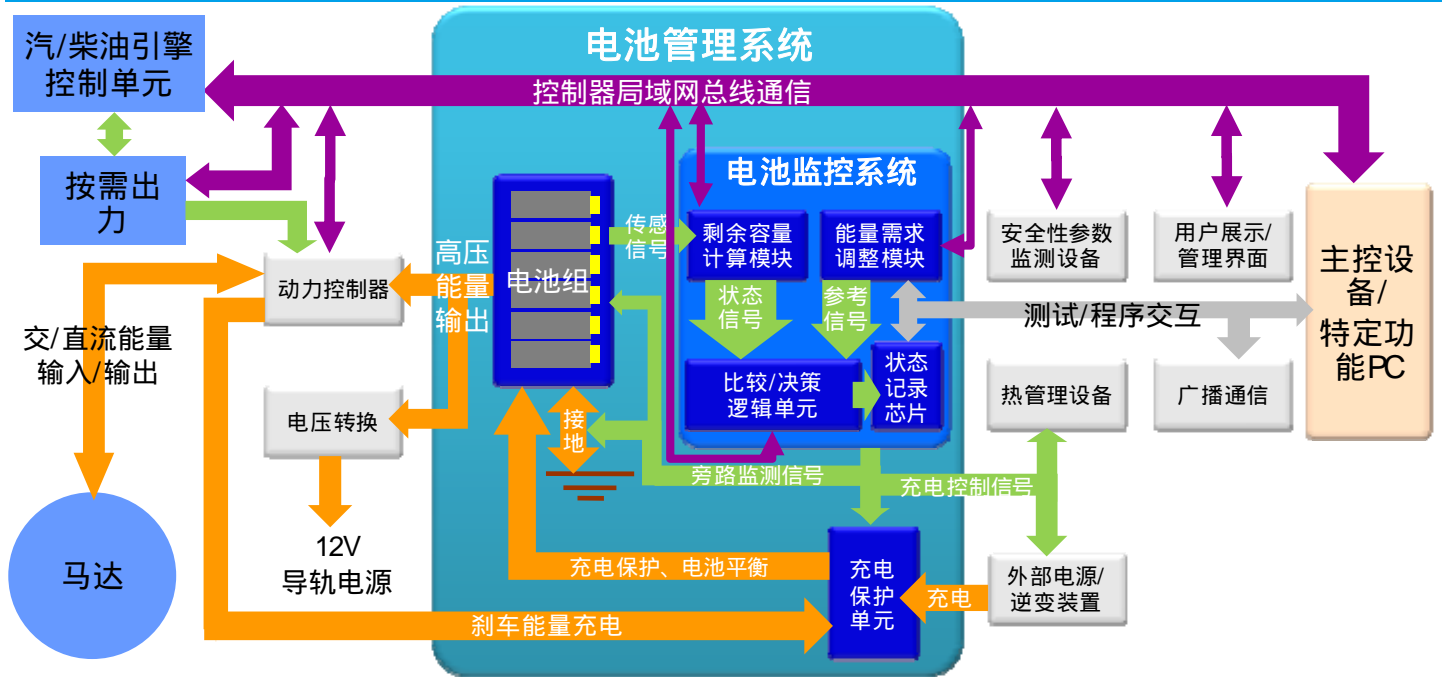 电池管理系统
汽/柴油引擎
控制单元
控制器局域网总线通信
按需出
力
电池监控系统
传感
信号
剩余容量
计算模块
能量需求
调整模块
安全性参数
监测设备
用户展示/
管理界面
主控设
备/
特定功
能PC
高压
能量
输出
电池组
动力控制器
状态
信号
参考
信号
测试/程序交互
交/直流能量
输入/输出
比较/决策
逻辑单元
状态
记录
芯片
热管理设备
广播通信
电压转换
接
地
旁路监测信号
充电控制信号
12V
导轨电源
马达
充电保护、电池平衡
充电
保护
单元
充电
外部电源/
逆变装置
刹车能量充电